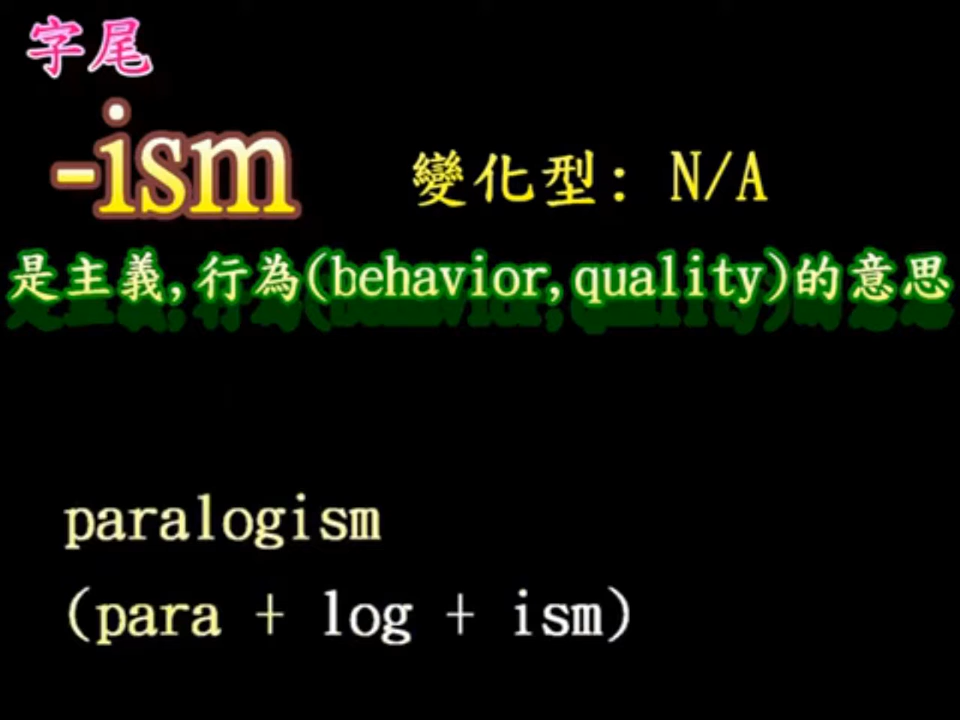 字尾
-ism 變化型: N/A
是主義,行為(behavior,quality)的意思
paralogism
(para + log + ism)